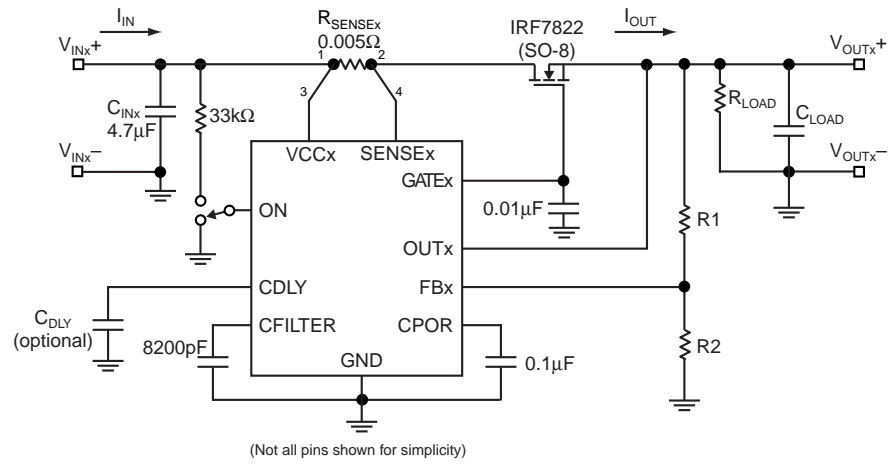 I_IN
R_SENSEx
0.005Ω
IRF7822
(SO-8)
I_OUT
V_INx+
1
2
V_OUTx+
3
4
C_INx
4.7µF
33kΩ
R_LOAD
C_LOAD
V_INx–
VCCx
SENSEx
V_OUTx–
GATEx
0.01µF
ON
R1
OUTx
CDLY
FBx
C_DLY
(optional)
CFILTER
CPOR
8200pF
GND
0.1µF
R2
(Not all pins shown for simplicity)